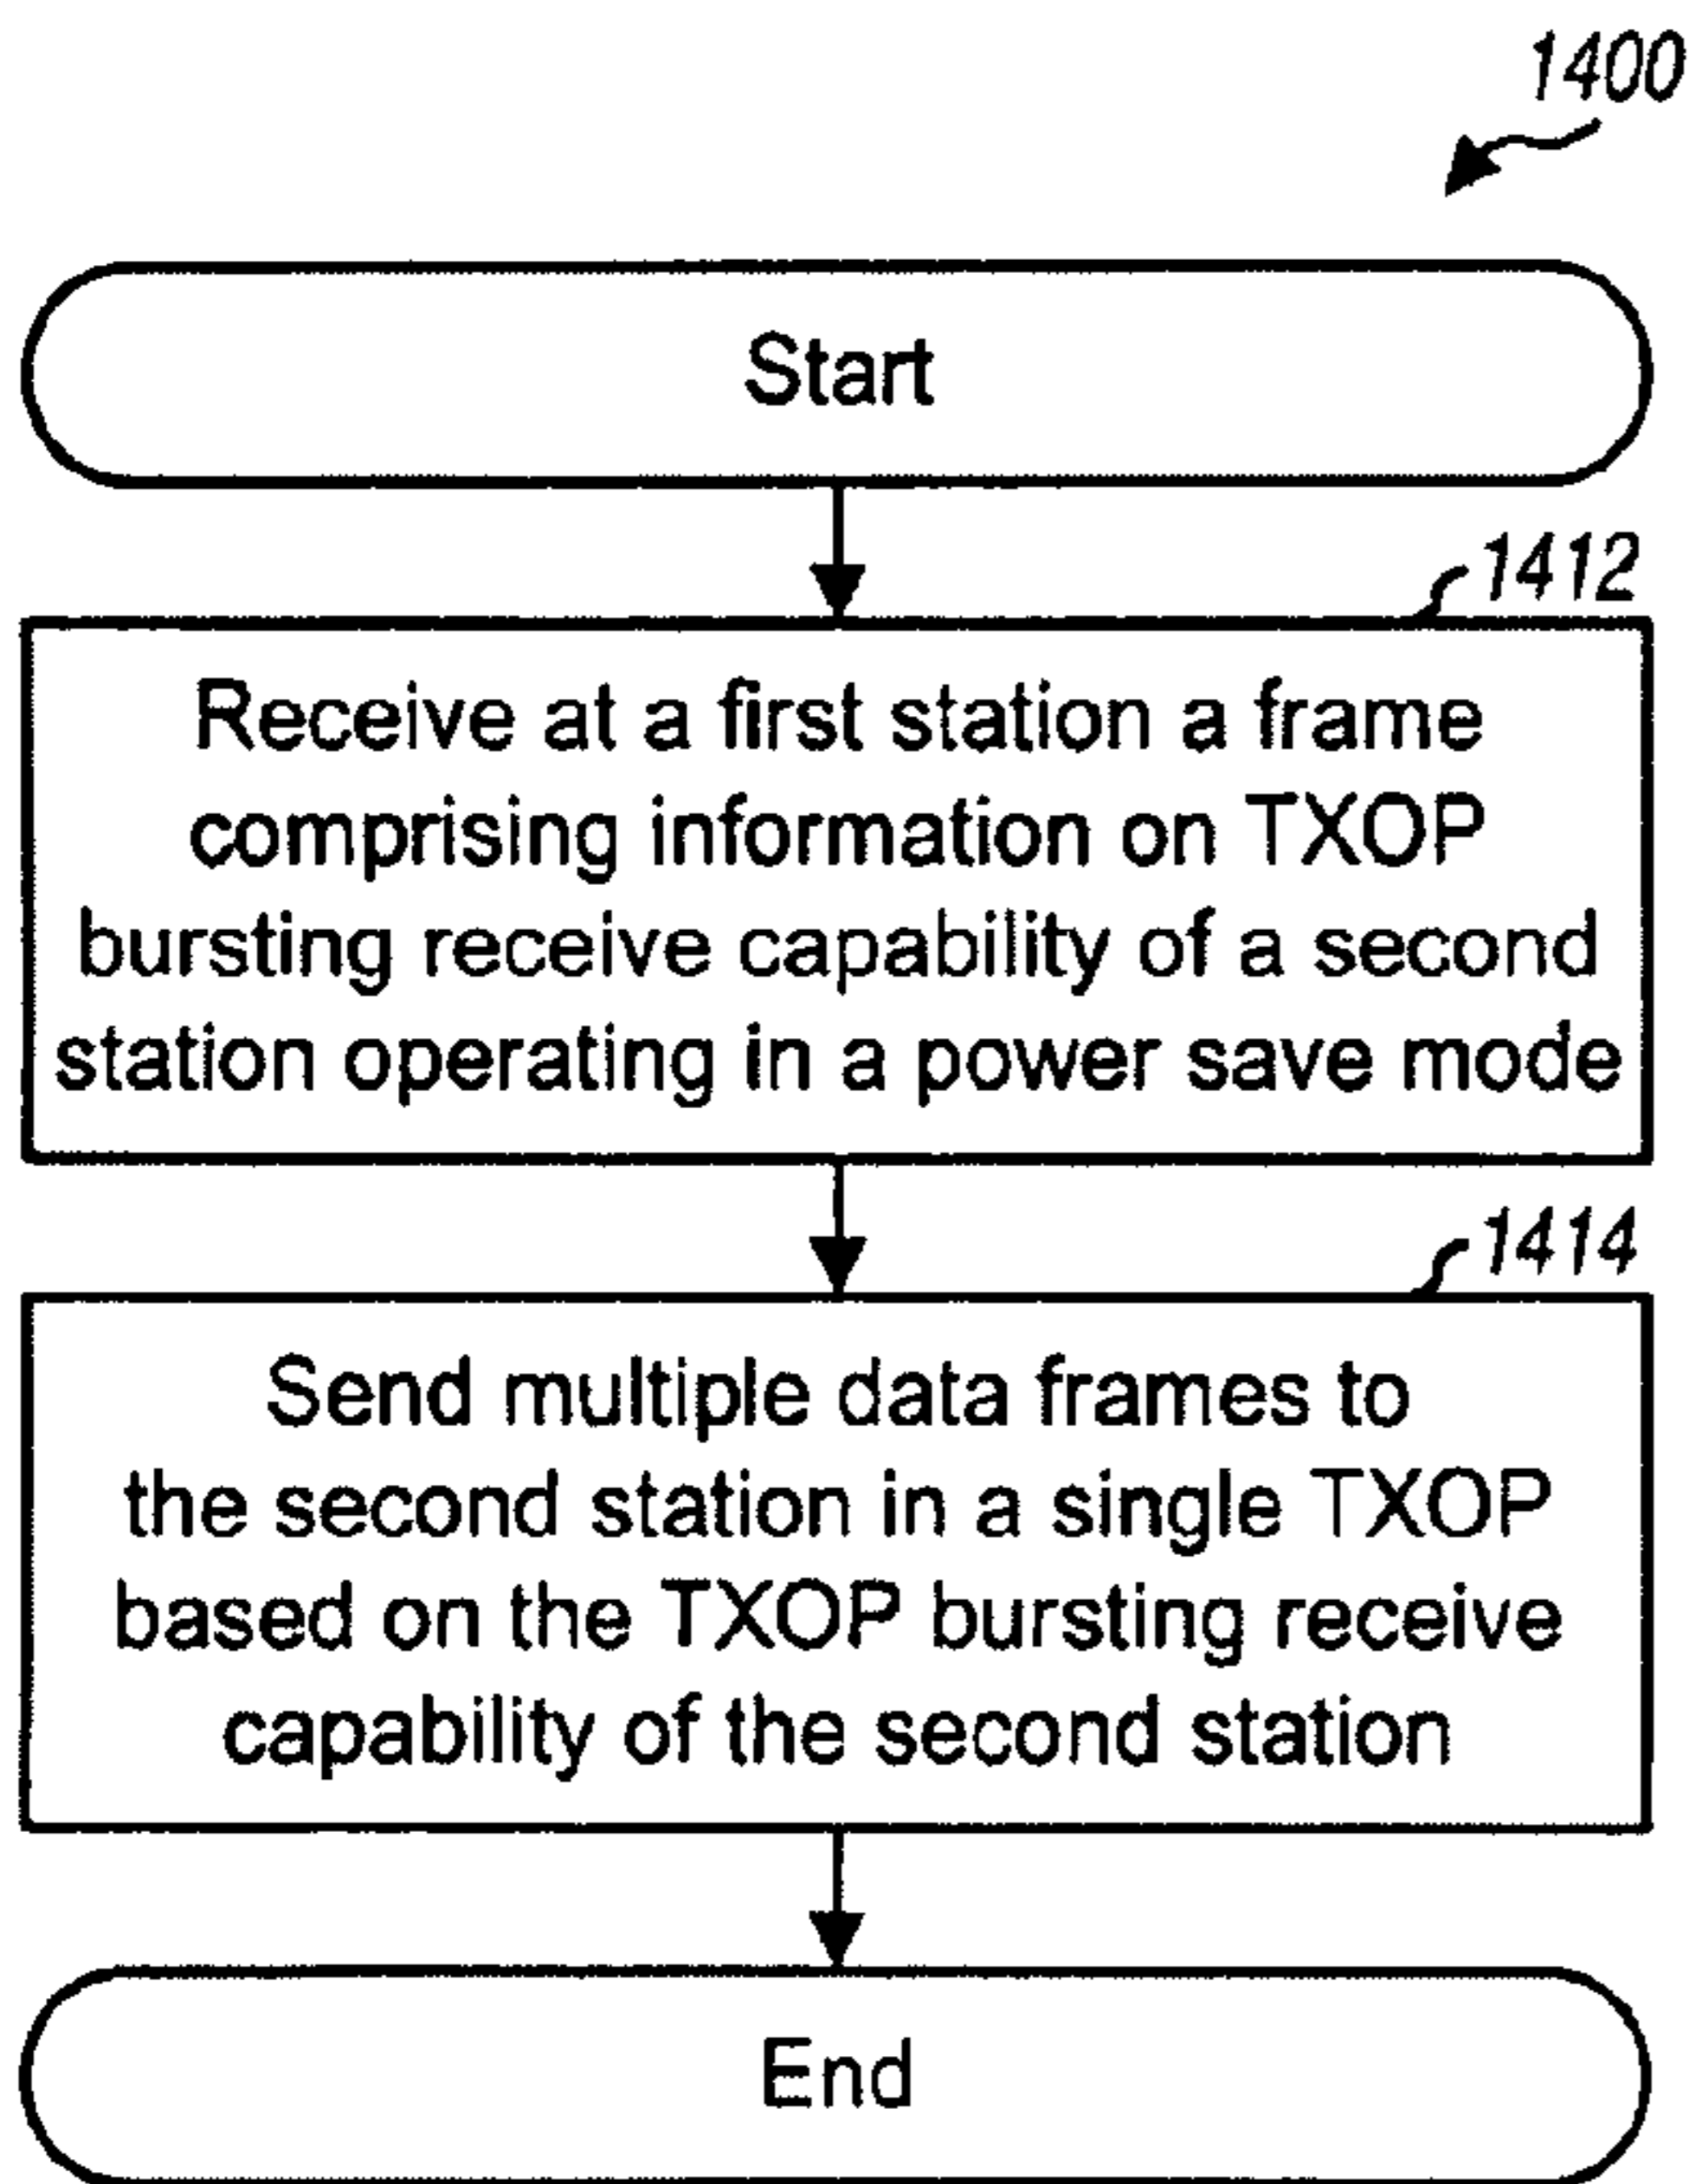 1400
Start
1412
Receive at a first station a frame
comprising information on TXOP
bursting receive capability of a second
station operating in a power save mode
1414
Send multiple data frames to
the second station in a single TXOP
based on the TXOP bursting receive
capability of the second station
End